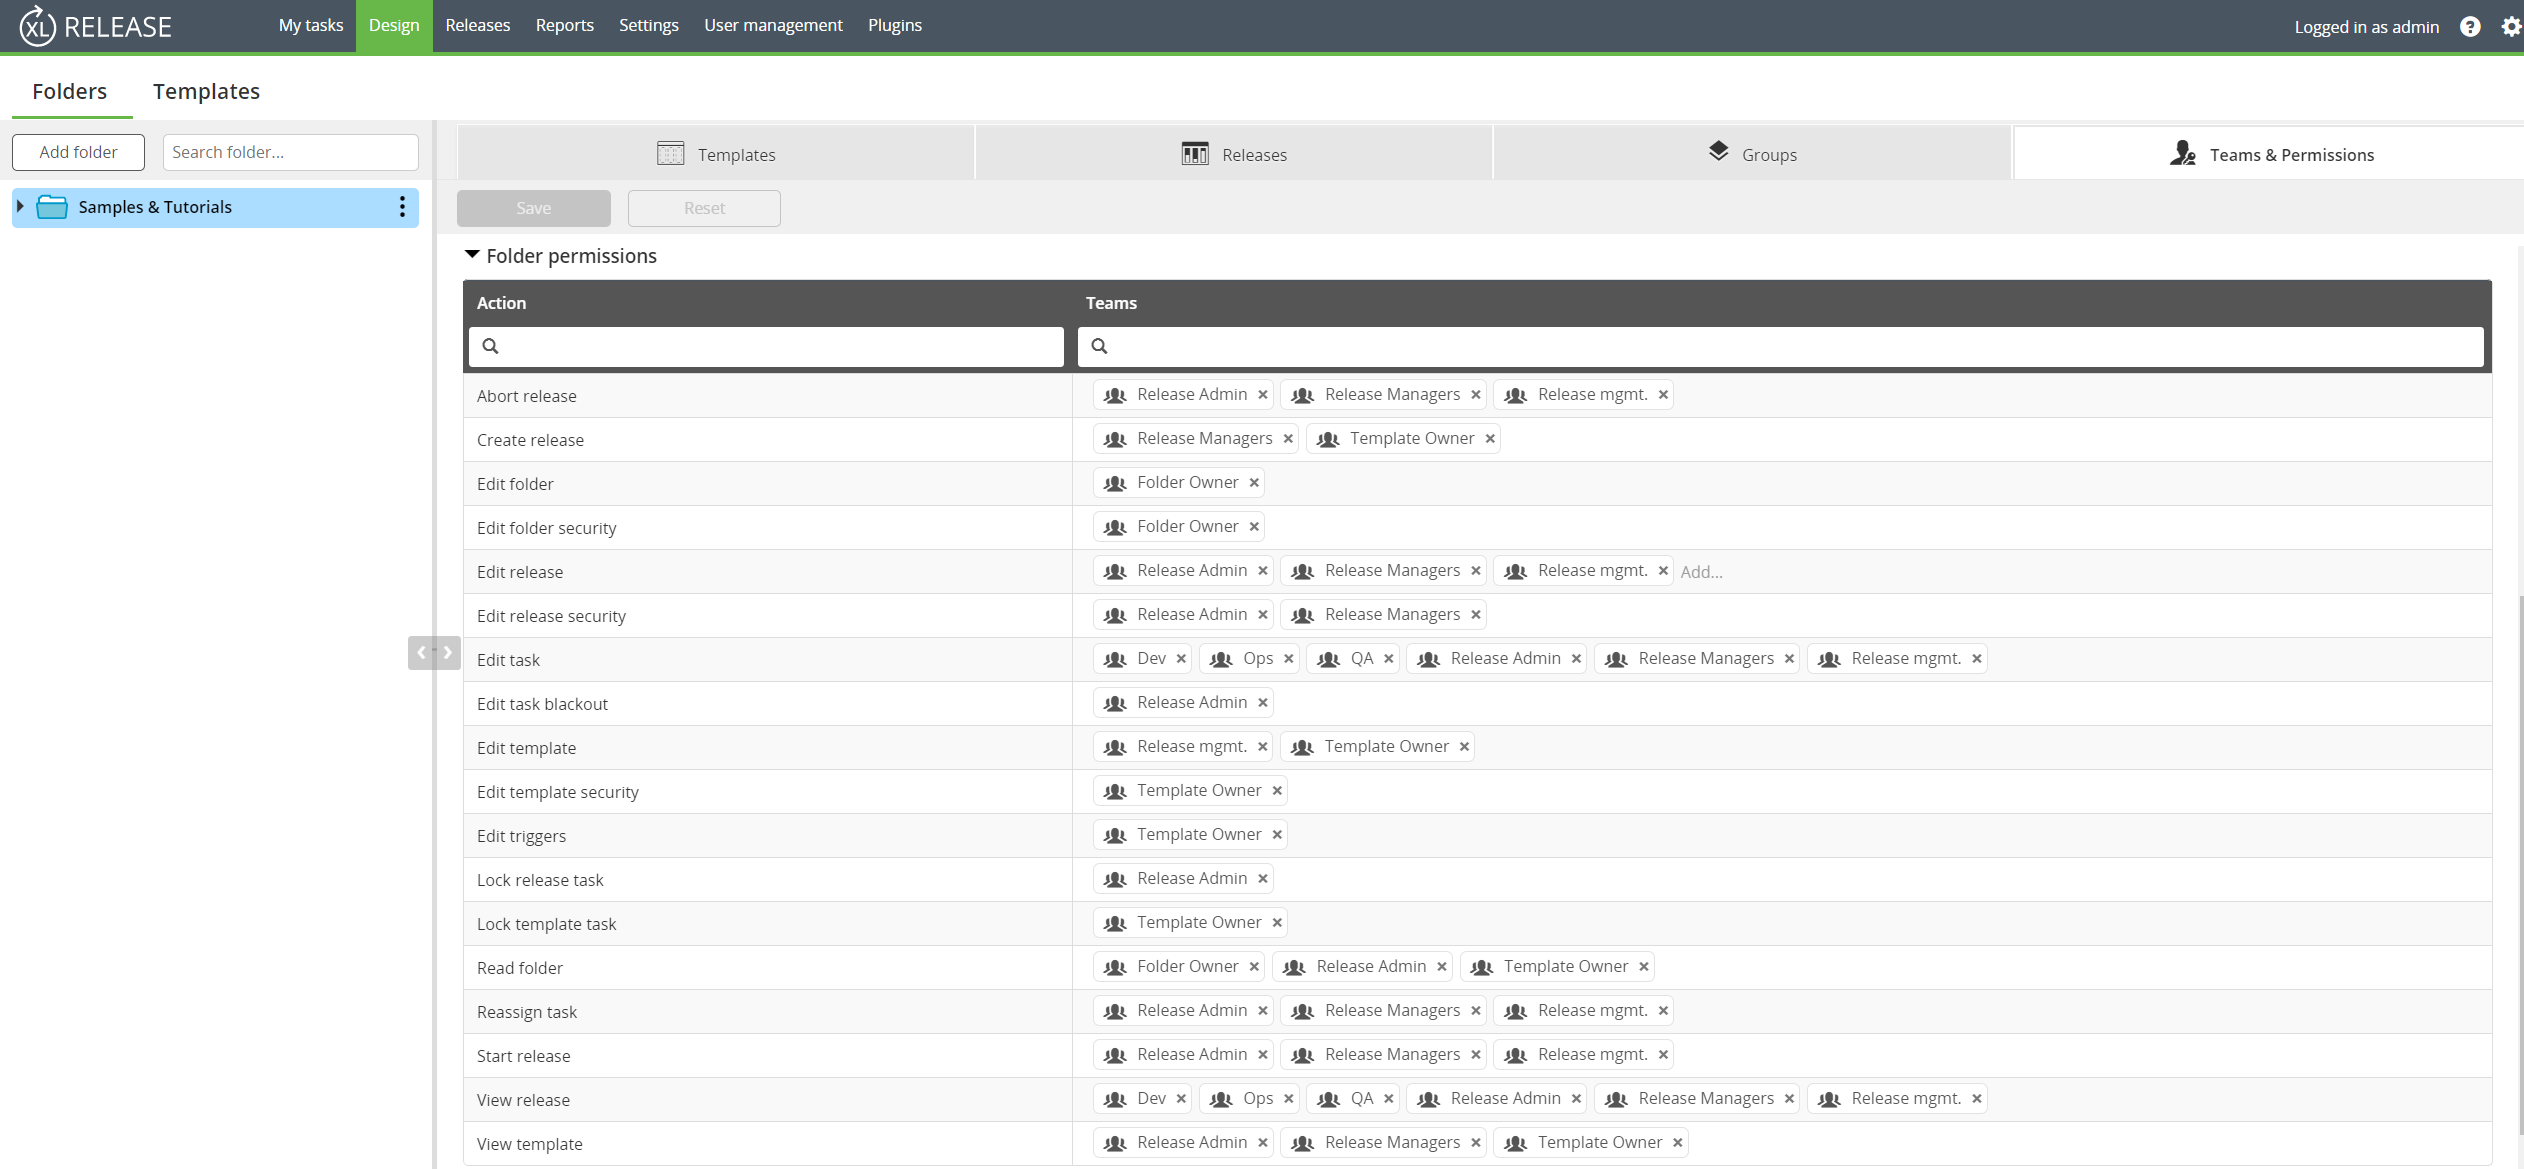 XL RELEASE My tasks Design Releases Reports Settings User management Plugins Logged in as admin ?
Folders Templates
Add folder Search folder... Templates Releases Groups Teams & Permissions
Samples & Tutorials Save Reset
Folder permissions
Action Teams
Abort release Release Admin Release Managers Release mgmt.
Create release Release Managers Template Owner
Edit folder Folder Owner
Edit folder security Folder Owner
Edit release Release Admin Release Managers Release mgmt. Add...
Edit release security Release Admin Release Managers
Edit task Dev Ops QA Release Admin Release Managers Release mgmt.
Edit task blackout Release Admin
Edit template Release mgmt. Template Owner
Edit template security Template Owner
Edit triggers Template Owner
Lock release task Release Admin
Lock template task Template Owner
Read folder Folder Owner Release Admin Template Owner
Reassign task Release Admin Release Managers Release mgmt.
Start release Release Admin Release Managers Release mgmt.
View release Dev Ops QA Release Admin Release Managers Release mgmt.
View template Release Admin Release Managers Template Owner